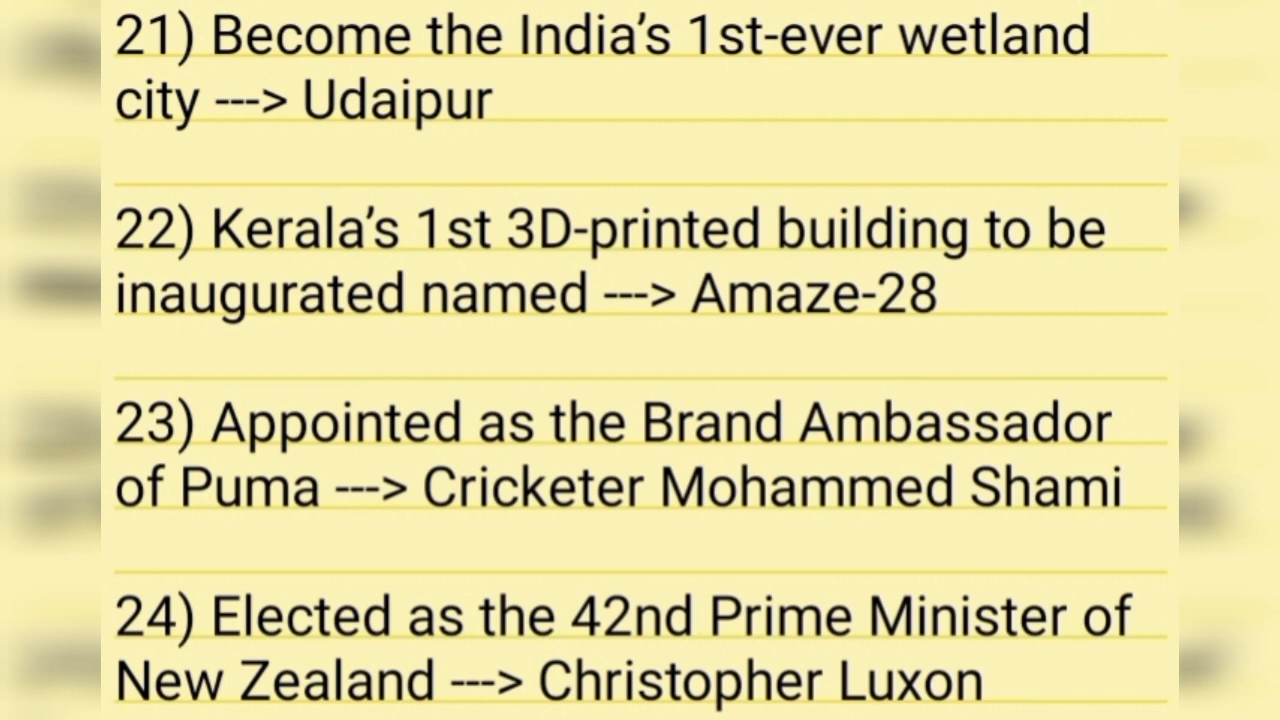 21) Become the India’s 1st-ever wetland
city ---> Udaipur
22) Kerala’s 1st 3D-printed building to be
inaugurated named ---> Amaze-28
23) Appointed as the Brand Ambassador
of Puma ---> Cricketer Mohammed Shami
24) Elected as the 42nd Prime Minister of
New Zealand ---> Christopher Luxon